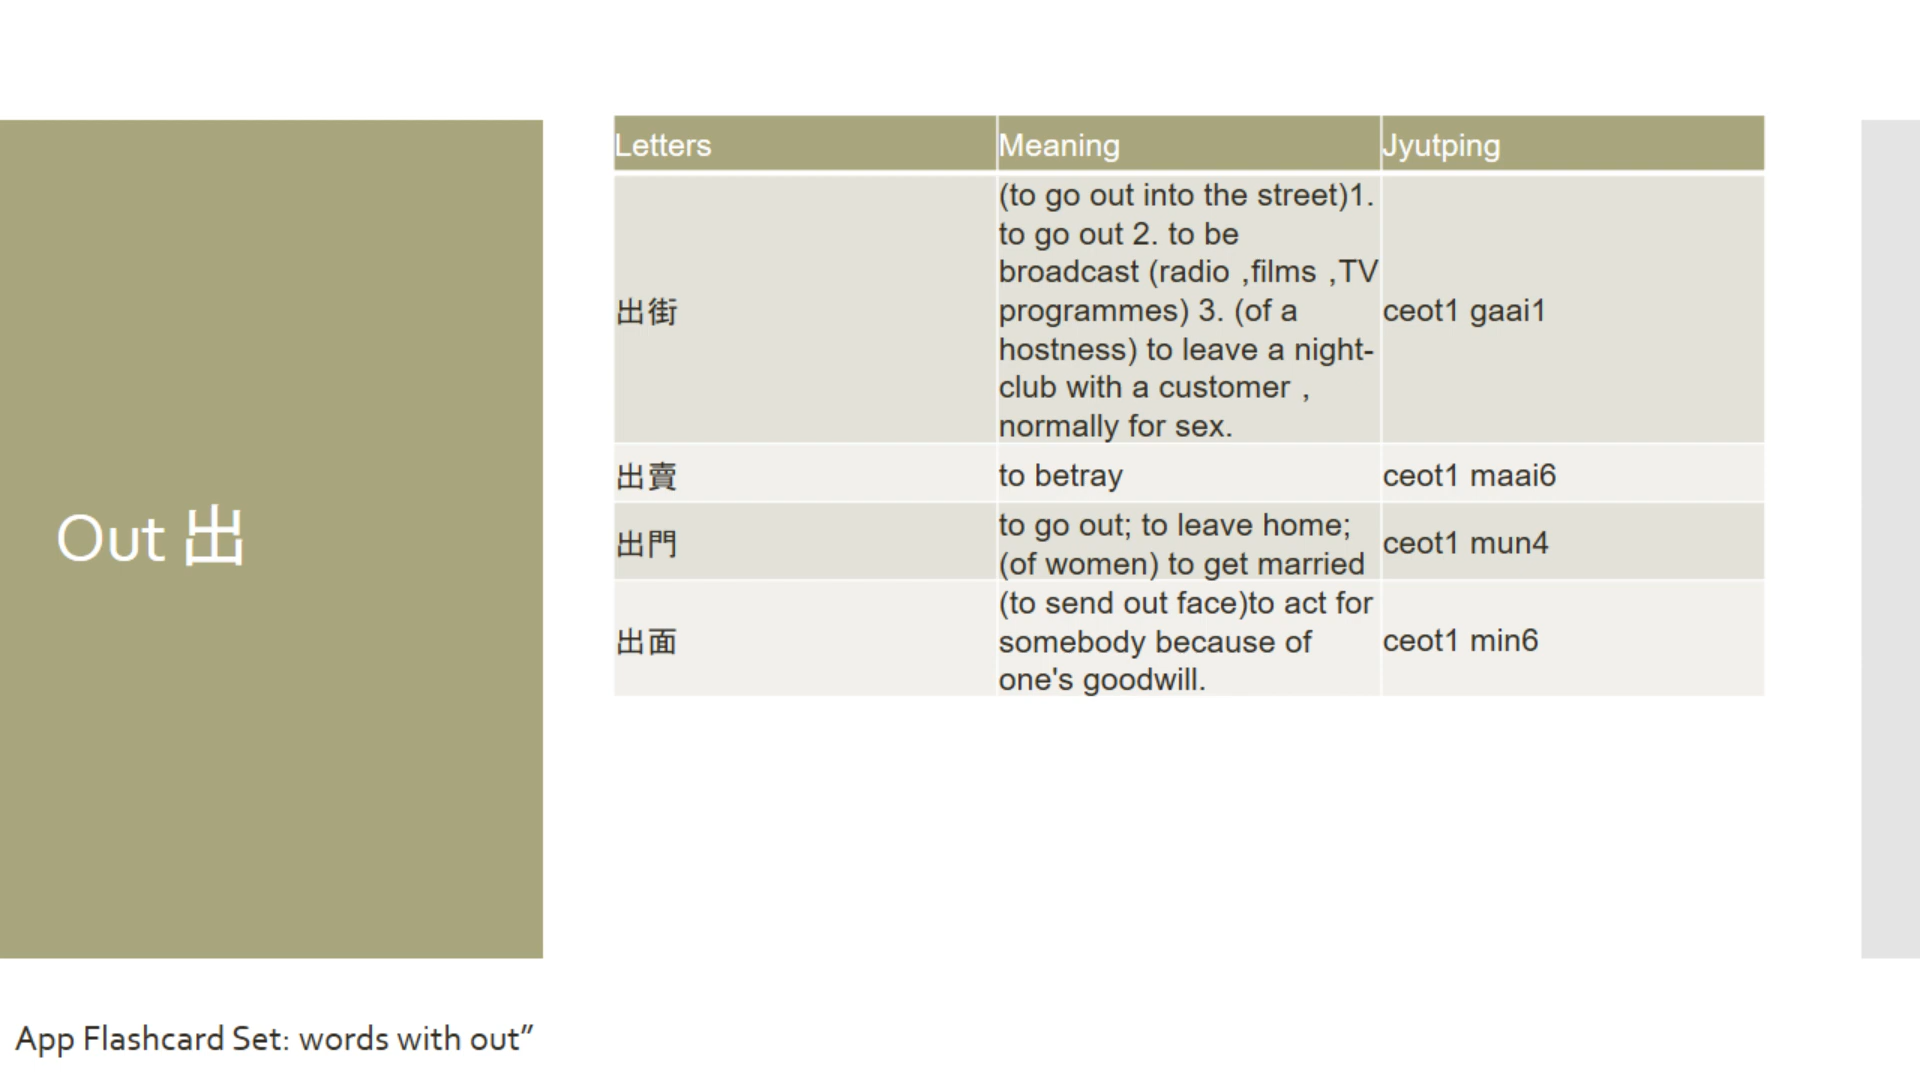 Out 出
Letters Meaning Jyutping
出街 (to go out into the street)1. to go out 2. to be broadcast (radio ,films ,TV programmes) 3. (of a hostness) to leave a night-club with a customer , normally for sex. ceot1 gaai1
出賣 to betray ceot1 maai6
出門 to go out; to leave home; (of women) to get married ceot1 mun4
出面 (to send out face)to act for somebody because of one's goodwill. ceot1 min6
App Flashcard Set: words with out”